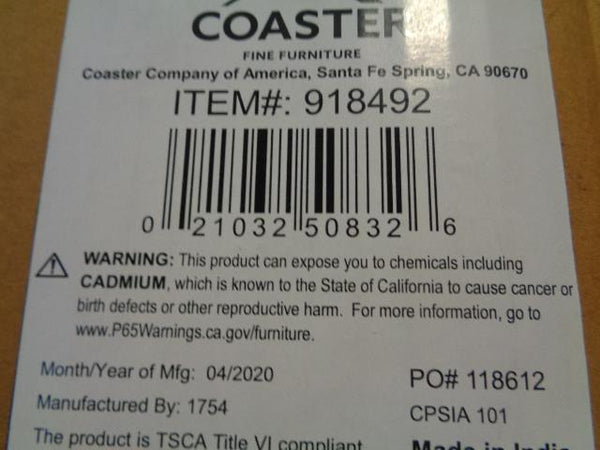 COASTER
FINE FURNITURE
Coaster Company of America, Santa Fe Spring, CA 90670
ITEM#: 918492
0 21032 50832 6
WARNING: This product can expose you to chemicals including
CADMIUM, which is known to the State of California to cause cancer or
birth defects or other reproductive harm. For more information, go to
www.P65Warnings.ca.gov/furniture.
Month/Year of Mfg: 04/2020
PO# 118612
Manufactured By: 1754
CPSIA 101
The product is TSCA Title VI compliant
Made in India